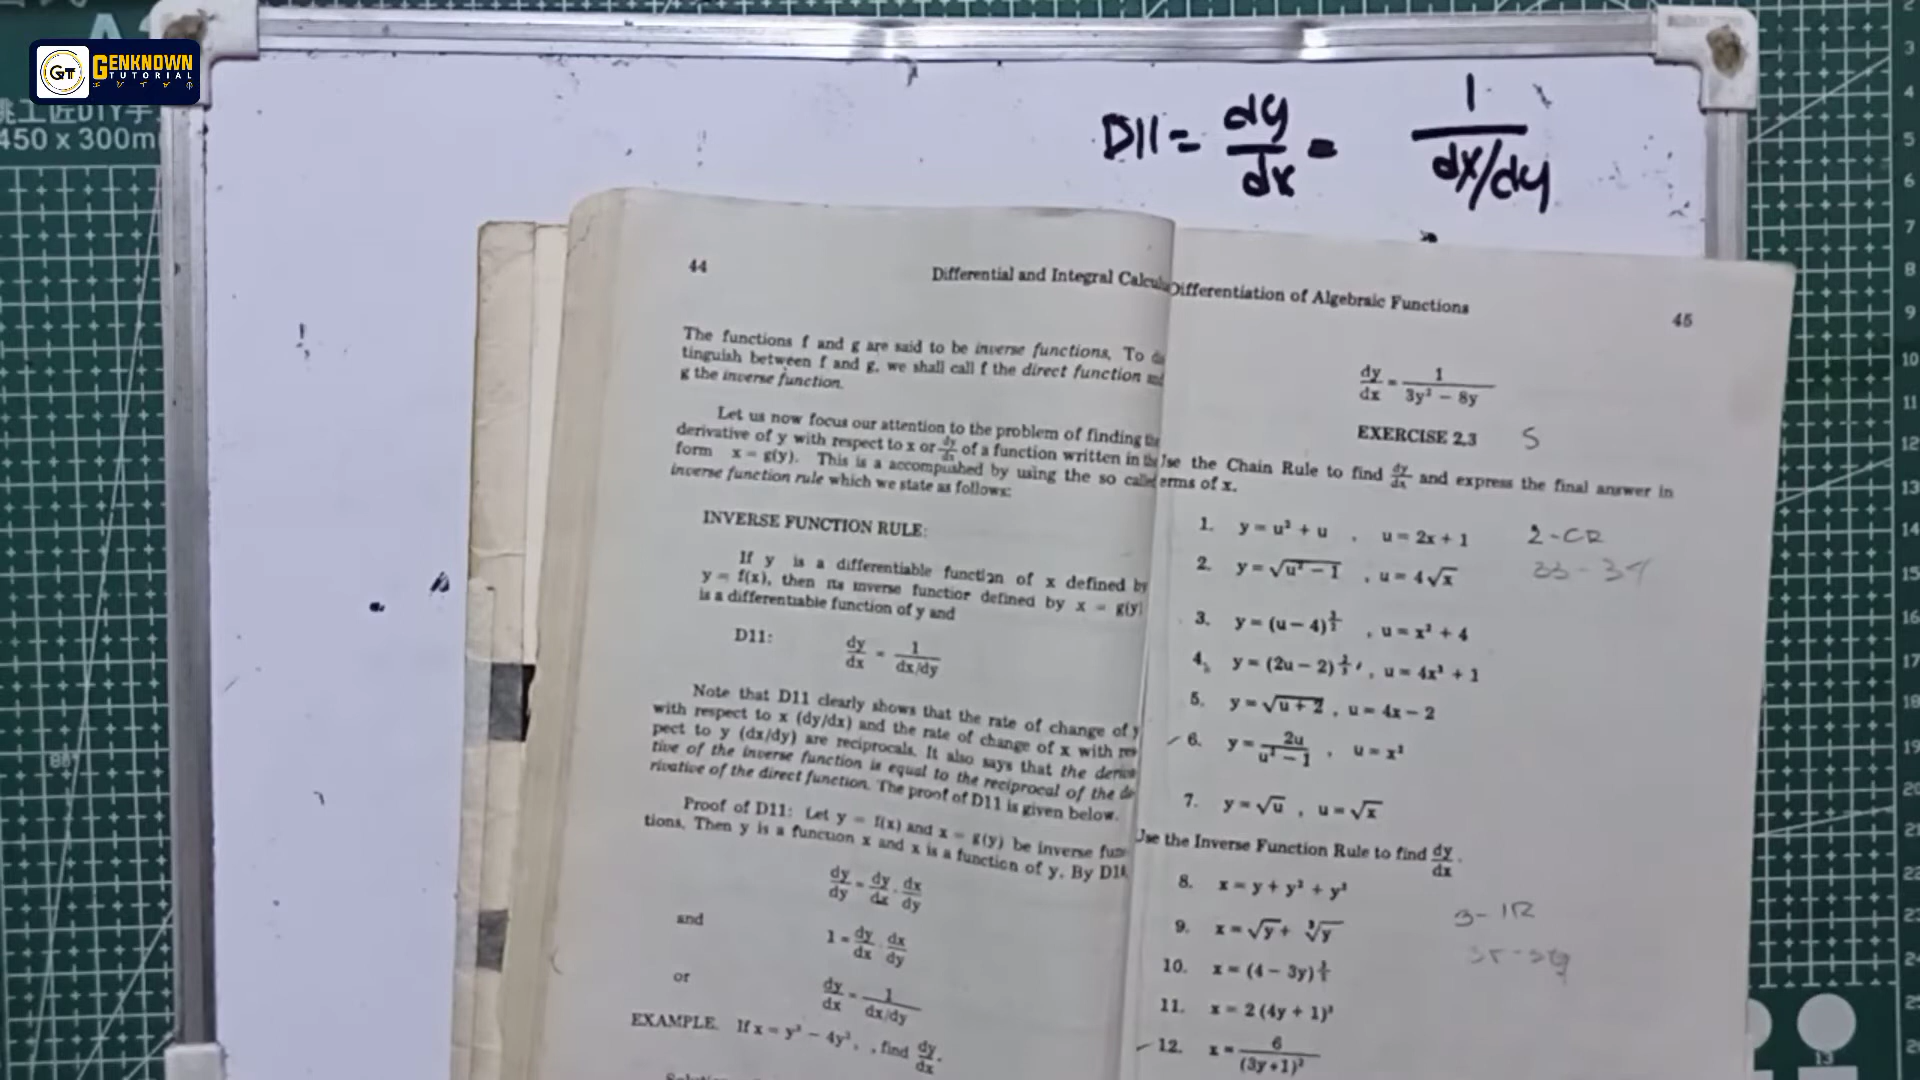 GENKNOWN
TUTORIAL
GT
450 x 300m
D11 = dy/dx = 1/dx/dy
44
Differential and Integral Calculu
The functions f and g are said to be inverse functions. To dis
tinguish between f and g, we shall call f the direct function and
g the inverse function.
Let us now focus our attention to the problem of finding the
derivative of y with respect to x or dy/dx of a function written in the
form x = g(y). This is a accomplished by using the so called
inverse function rule which we state as follows:
INVERSE FUNCTION RULE:
If y is a differentiable function of x defined by
y = f(x), then its inverse function defined by x = g(y)
is a differentiable function of y and
D11: dy/dx = 1/dx/dy
Note that D11 clearly shows that the rate of change of y
with respect to x (dy/dx) and the rate of change of x with res
pect to y (dx/dy) are reciprocals. It also says that the deriva
tive of the inverse function is equal to the reciprocal of the de
rivative of the direct function. The proof of D11 is given below.
Proof of D11: Let y = f(x) and x = g(y) be inverse func
tions. Then y is a function x and x is a function of y. By D10,
dy/dy = dy/dx · dx/dy
and
1 = dy/dx · dx/dy
or
dy/dx = 1/dx/dy
EXAMPLE. If x = y³ – 4y², , find dy/dx.
Differentiation of Algebraic Functions
45
dy/dx = 1/3y² – 8y
EXERCISE 2.3 5
Use the Chain Rule to find dy/dx and express the final answer in
erms of x.
1. y = u² + u , u = 2x + 1 2-CR
2. y = √u² – 1 , u = 4√x 33-34
3. y = (u – 4) , u = x² + 4
4. y = (2u – 2) , u = 4x³ + 1
5. y = √u + 2 , u = 4x – 2
6. y = 2u/u² – 1 , u = x²
7. y = √u , u = √x
Use the Inverse Function Rule to find dy/dx.
8. x = y + y² + y³
9. x = √y + ³√y 3-IR
10. x = (4 – 3y)
11. x = 2 (4y + 1)³
12. x = 6/(3y+1)²